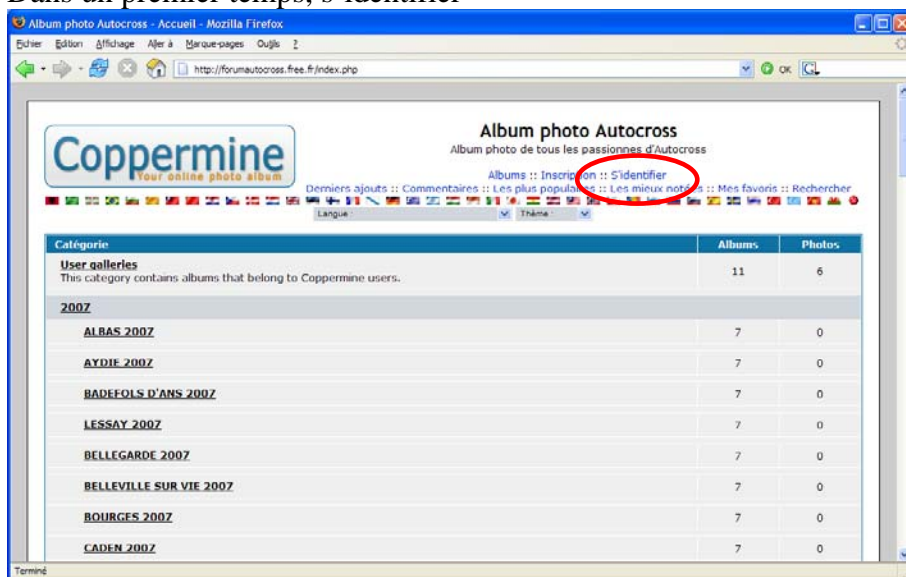 Dans un premier temps, s'identifier
Album photo Autocross - Accueil - Mozilla Firefox
Fichier Edition Affichage Aller à Marque-pages Outils ?
http://forumautocross.free.fr/index.php OK G
Coppermine
Your online photo album
Album photo Autocross
Album photo de tous les passionnes d'Autocross
Albums :: Inscription :: S'identifier
Derniers ajouts :: Commentaires :: Les plus populaires :: Les mieux notées :: Mes favoris :: Rechercher
Langue : Thème :
Catégorie Albums Photos
User galleries
This category contains albums that belong to Coppermine users. 11 6
2007
ALBAS 2007 7 0
AYDIE 2007 7 0
BADEFOLS D'ANS 2007 7 0
LESSAY 2007 7 0
BELLEGARDE 2007 7 0
BELLEVILLE SUR VIE 2007 7 0
BOURGES 2007 7 0
CADEN 2007 7 0
Terminé